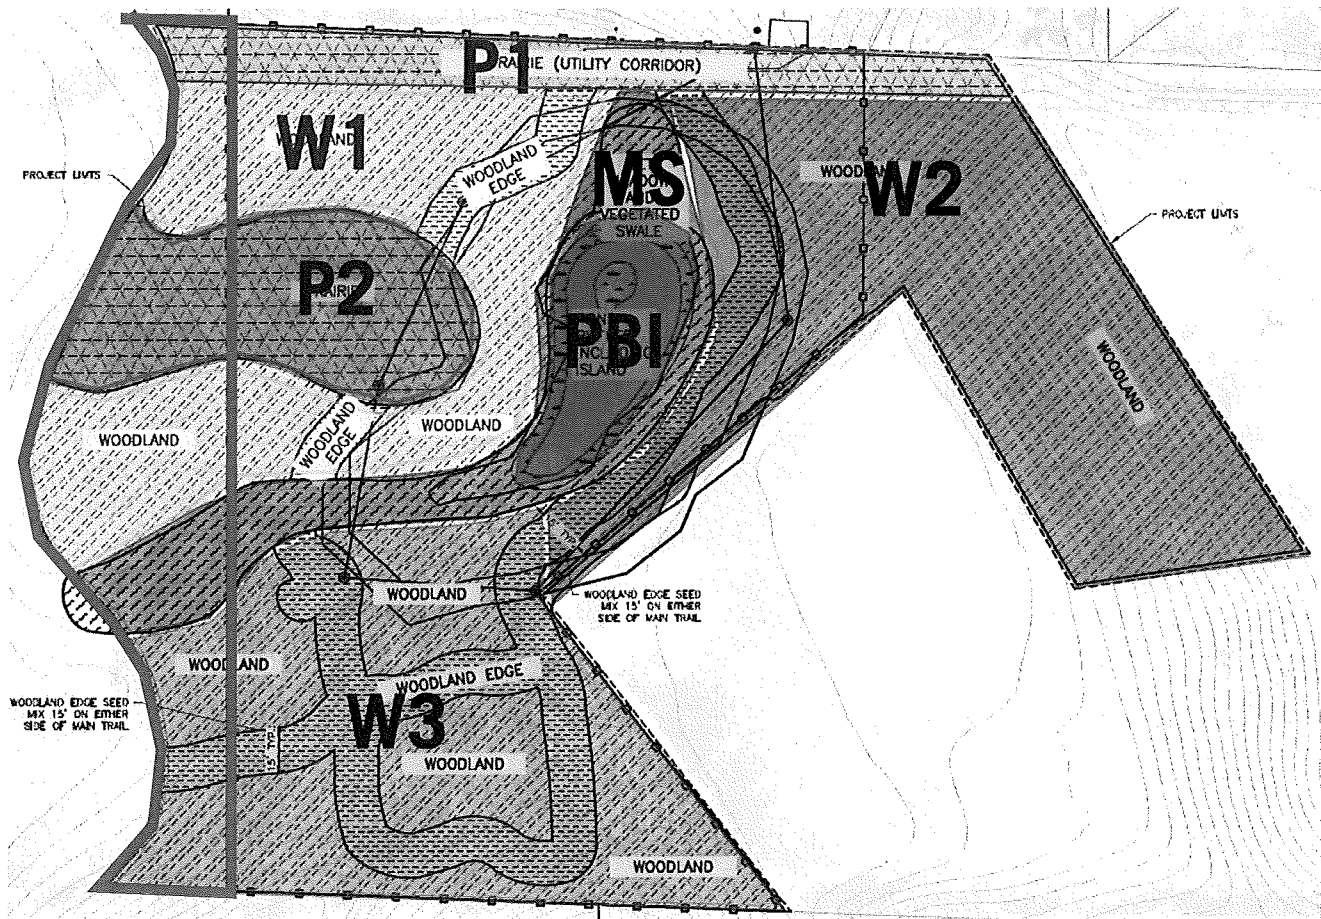 P1
PRAIRIE (UTILITY CORRIDOR)
W1
WOODLAND
EDGE
MS
VEGETATED
SWALE
W2
PROJECT LIMITS
PROJECT LIMITS
P2
PBI
WOODLAND
WOODLAND
EDGE
WOODLAND
WOODLAND
WOODLAND
WOODLAND EDGE SEED
MIX 15' ON EITHER
SIDE OF MAIN TRAIL
WOODLAND
WOODLAND EDGE
WOODLAND EDGE SEED
MIX 15' ON EITHER
SIDE OF MAIN TRAIL
W3
15' TYP.
WOODLAND
WOODLAND